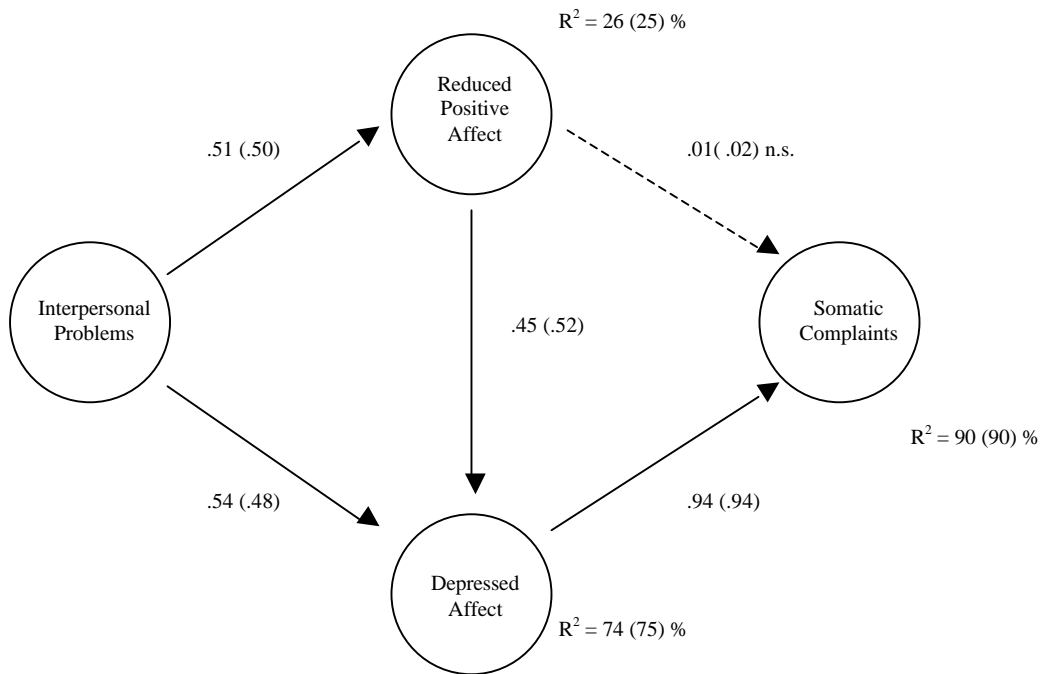 R² = 26 (25) %
Reduced
Positive
Affect
.51 (.50)
.01( .02) n.s.
Interpersonal
Problems
.45 (.52)
Somatic
Complaints
R² = 90 (90) %
.54 (.48)
.94 (.94)
Depressed
Affect
R² = 74 (75) %